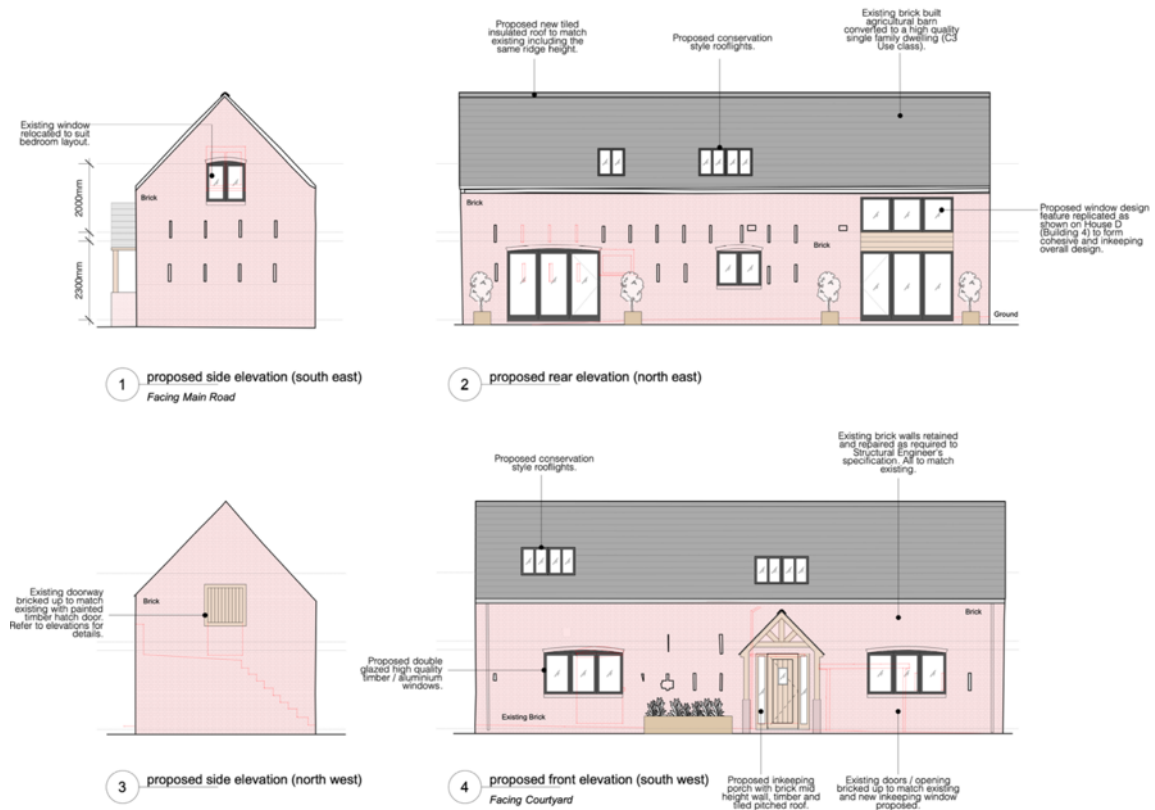 Proposed new tiled
insulated roof to match
existing including the
same ridge height.
Proposed conservation
style rooflights.
Existing brick built
agricultural barn
converted to a high quality
single family dwelling (C3
Use class).
Existing window
relocated to suit
bedroom layout.
2000mm
2300mm
Brick
Brick
Brick
Proposed window design
feature replicated as
shown on House D
(Building 4) to form
cohesive and inkeeping
overall design.
Ground
1 proposed side elevation (south east)
Facing Main Road
2 proposed rear elevation (north east)
Existing doorway
bricked up to match
existing with painted
timber hatch door.
Refer to elevations for
details.
Brick
Proposed conservation
style rooflights.
Existing brick walls retained
and repaired as required to
Structural Engineer's
specification. All to match
existing.
Brick
Proposed double
glazed high quality
timber / aluminium
windows.
Existing Brick
3 proposed side elevation (north west)
4 proposed front elevation (south west)
Facing Courtyard
Proposed inkeeping
porch with brick mid
height wall, timber and
tiled pitched roof.
Existing doors / opening
bricked up to match existing
and new inkeeping window
proposed.